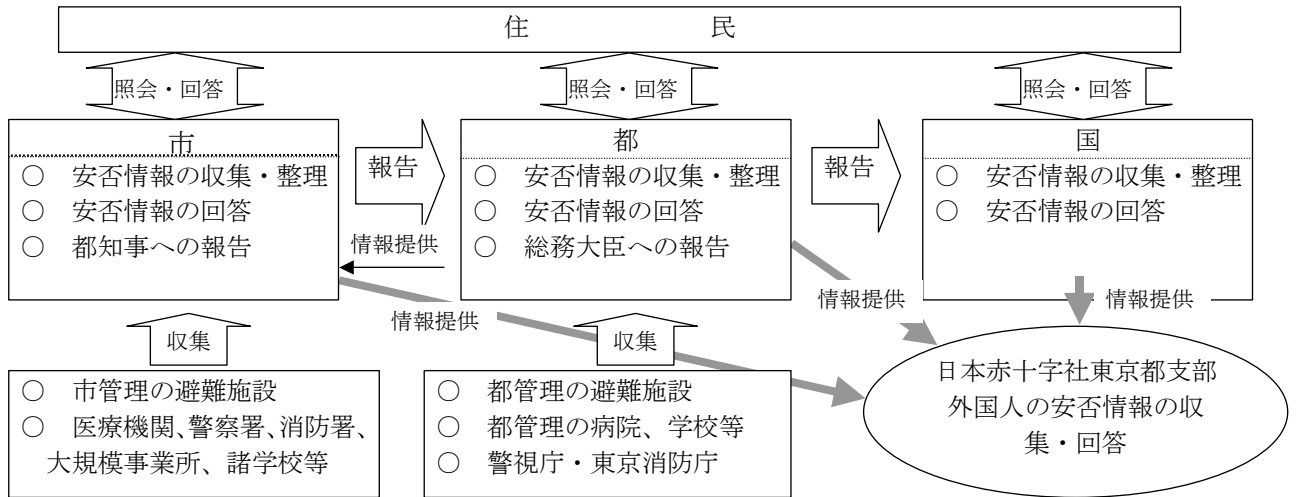 住 民
照会・回答
照会・回答
照会・回答
市
○ 安否情報の収集・整理
○ 安否情報の回答
○ 都知事への報告
報告
情報提供
都
○ 安否情報の収集・整理
○ 安否情報の回答
○ 総務大臣への報告
報告
国
○ 安否情報の収集・整理
○ 安否情報の回答
情報提供
情報提供
情報提供
収集
収集
○ 市管理の避難施設
○ 医療機関、警察署、消防署、
大規模事業所、諸学校等
○ 都管理の避難施設
○ 都管理の病院、学校等
○ 警視庁・東京消防庁
日本赤十字社東京都支部
外国人の安否情報の収
集・回答